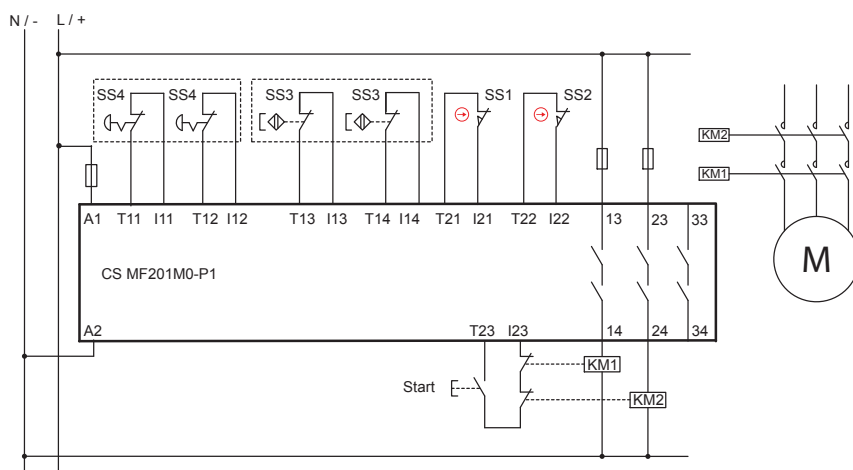 N / - L / +
SS4 SS4 SS3 SS3 SS1 SS2
KM2
KM1
A1 T11 I11 T12 I12 T13 I13 T14 I14 T21 I21 T22 I22 13 23 33
M
CS MF201M0-P1
A2 T23 I23 14 24 34
KM1
Start
KM2